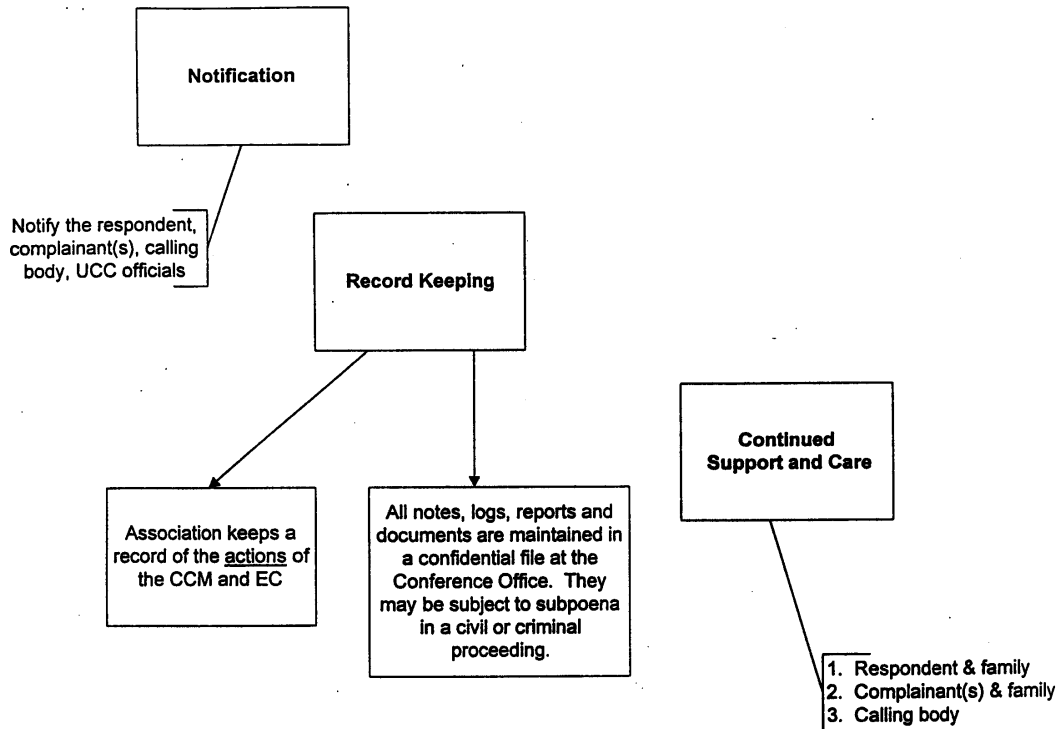 Notification
Notify the respondent,
complainant(s), calling
body, UCC officials
Record Keeping
Association keeps a
record of the actions of
the CCM and EC
All notes, logs, reports and
documents are maintained in
a confidential file at the
Conference Office. They
may be subject to subpoena
in a civil or criminal
proceeding.
Continued
Support and Care
1. Respondent & family
2. Complainant(s) & family
3. Calling body